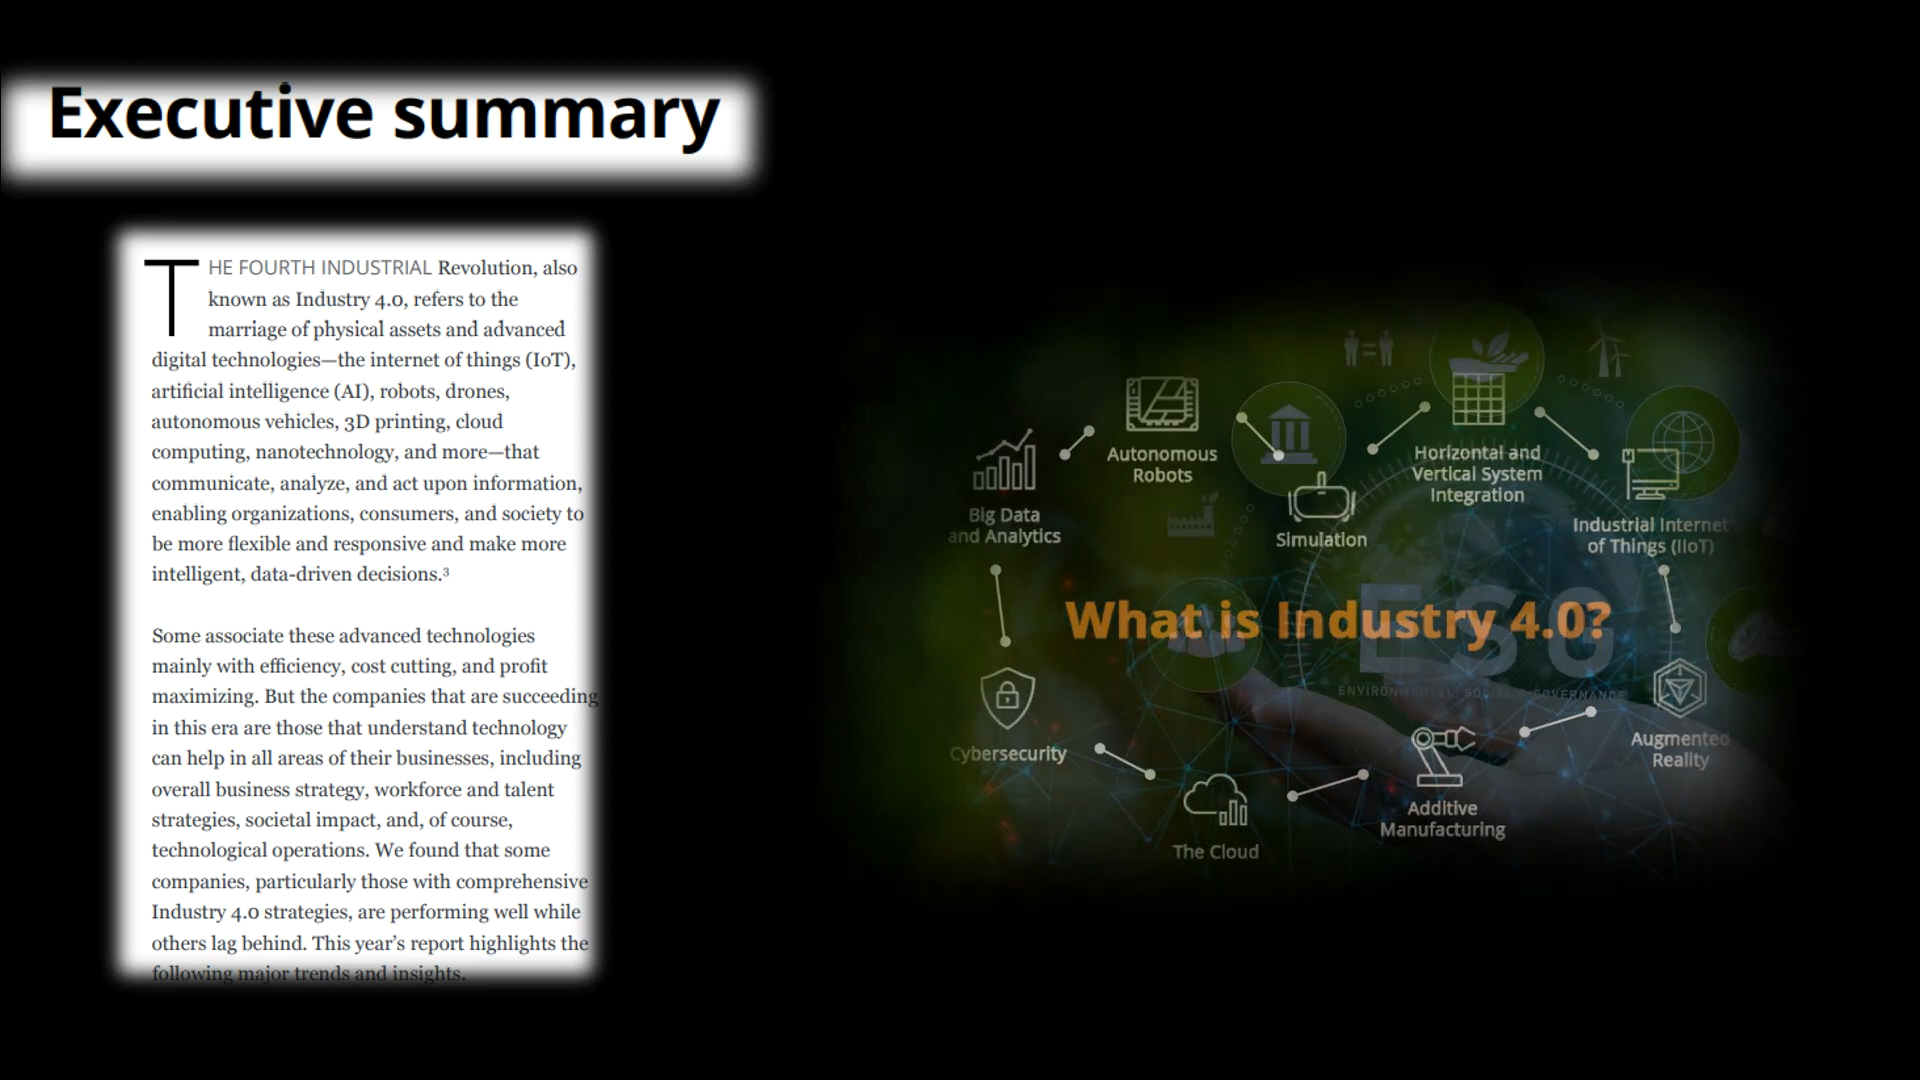 Executive summary
THE FOURTH INDUSTRIAL Revolution, also
known as Industry 4.0, refers to the
marriage of physical assets and advanced
digital technologies—the internet of things (IoT),
artificial intelligence (AI), robots, drones,
autonomous vehicles, 3D printing, cloud
computing, nanotechnology, and more—that
communicate, analyze, and act upon information,
enabling organizations, consumers, and society to
be more flexible and responsive and make more
intelligent, data-driven decisions.³
Some associate these advanced technologies
mainly with efficiency, cost cutting, and profit
maximizing. But the companies that are succeeding
in this era are those that understand technology
can help in all areas of their businesses, including
overall business strategy, workforce and talent
strategies, societal impact, and, of course,
technological operations. We found that some
companies, particularly those with comprehensive
Industry 4.0 strategies, are performing well while
others lag behind. This year’s report highlights the
following major trends and insights.
Big Data
and Analytics
Autonomous
Robots
Simulation
Horizontal and
Vertical System
Integration
Industrial Internet
of Things (IIoT)
What is Industry 4.0?
ESG
ENVIRONMENTAL SOCIAL GOVERNANCE
Cybersecurity
The Cloud
Additive
Manufacturing
Augmented
Reality